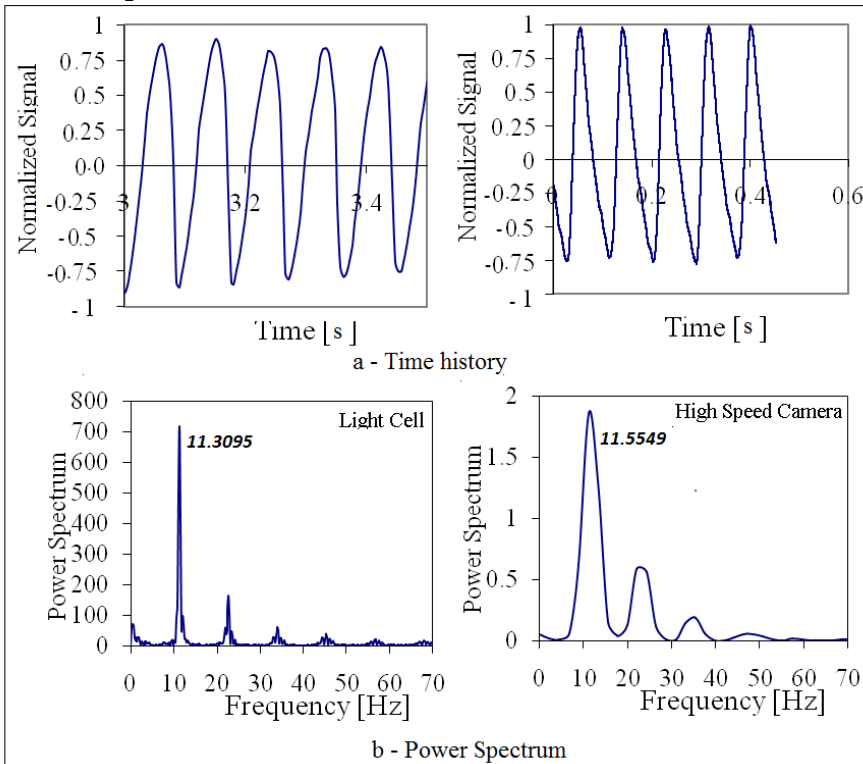 Normalized Signal
1
0.75
0.5
0.25
0.0
-0.25
-0.5
-0.75
-1
3
3.2
3.4
Time [s]
Normalized Signal
1
0.75
0.50
0.25
0
-0.25
-0.50
-0.75
-1
0
0.2
0.4
0.6
Time [s]
a - Time history
Power Spectrum
800
700
600
500
400
300
200
100
0
Light Cell
11.3095
0 10 20 30 40 50 60 70
Frequency [Hz]
Power Spectrum
2
1.5
1
0.5
0
High Speed Camera
11.5549
0 10 20 30 40 50 60 70
Frequency [Hz]
b - Power Spectrum